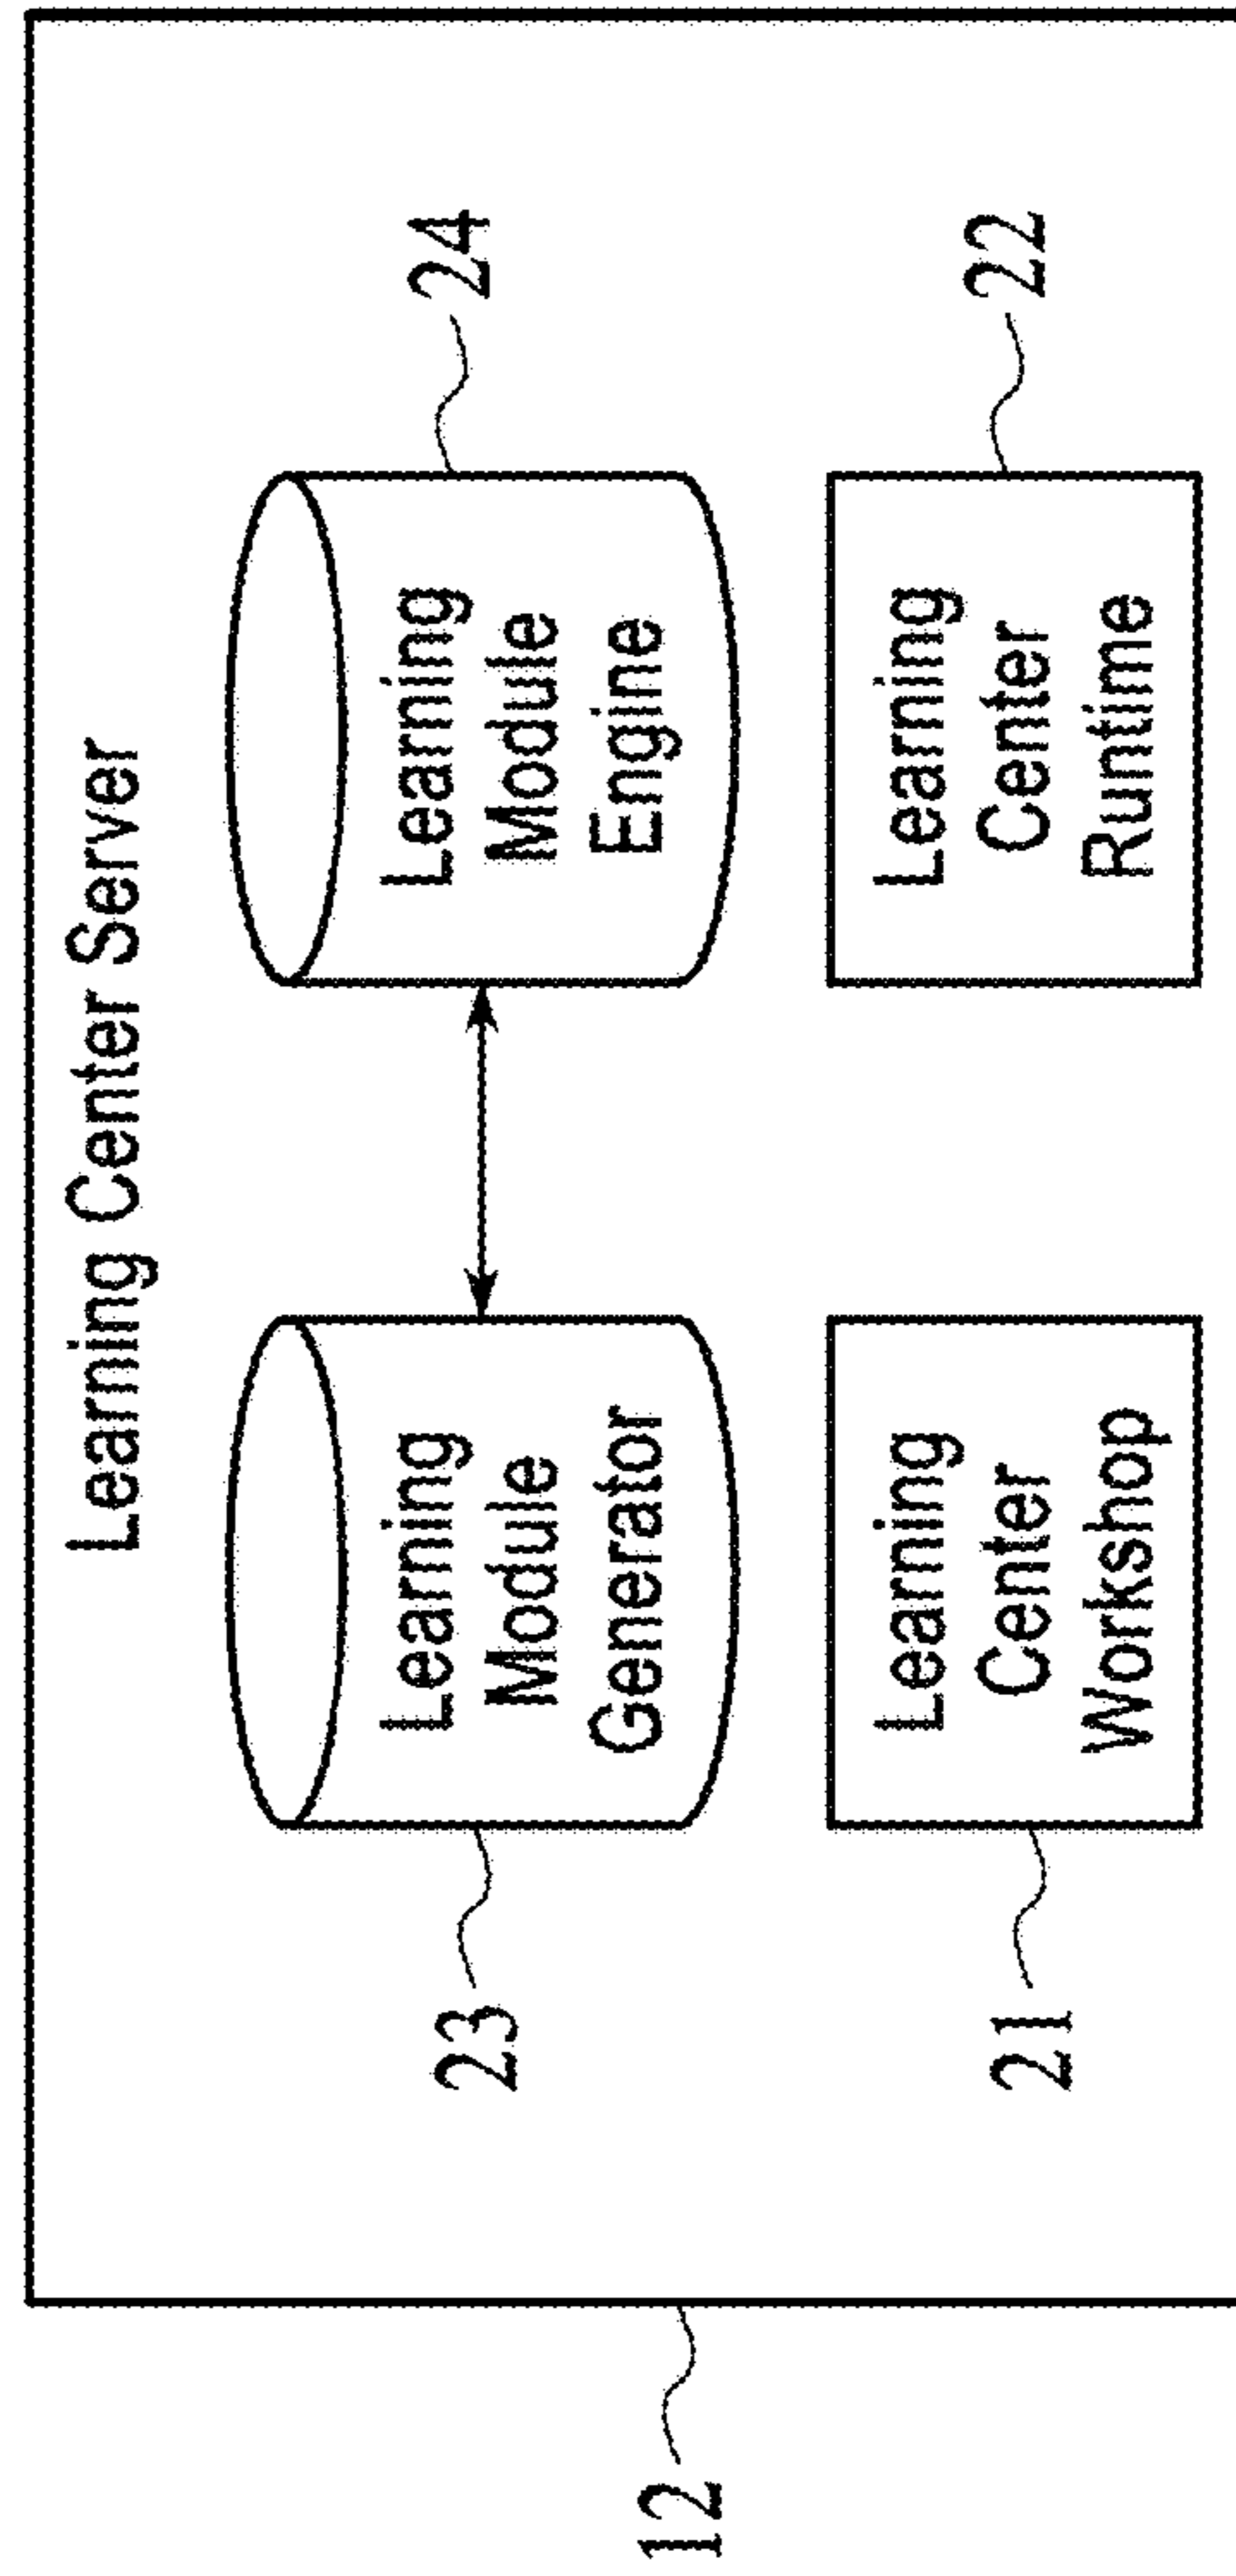 Learning Center Server
Learning
Module
Generator
Learning
Module
Engine
23
24
Learning
Center
Workshop
Learning
Center
Runtime
21
22
12